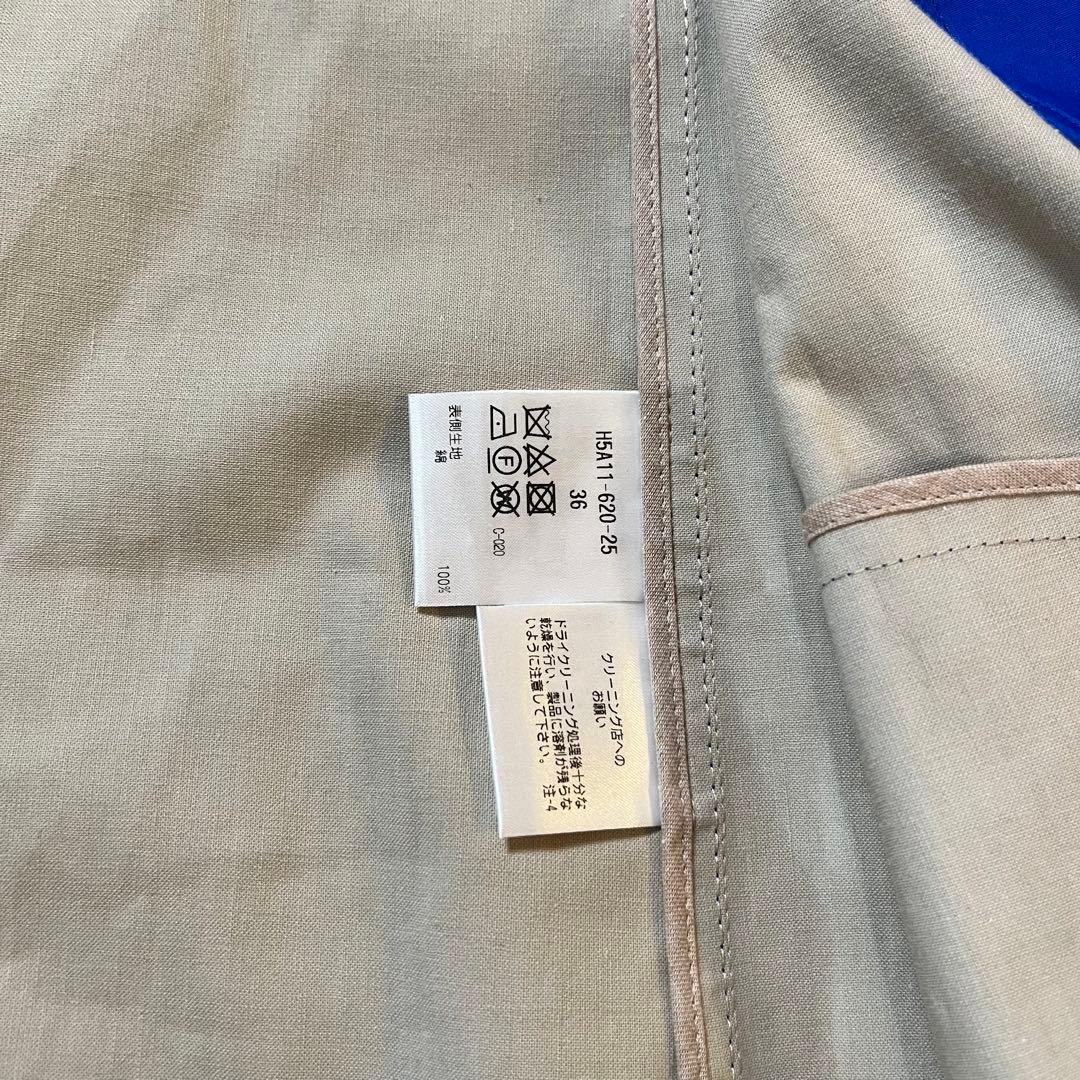 H5A11-620-25
36
F
W
C-020
表側生地
綿 100%
クリーニング店への
お願い
ドライクリーニング処理後十分な
乾燥を行い、製品に溶剤が残らな
いように注意して下さい。 注-4